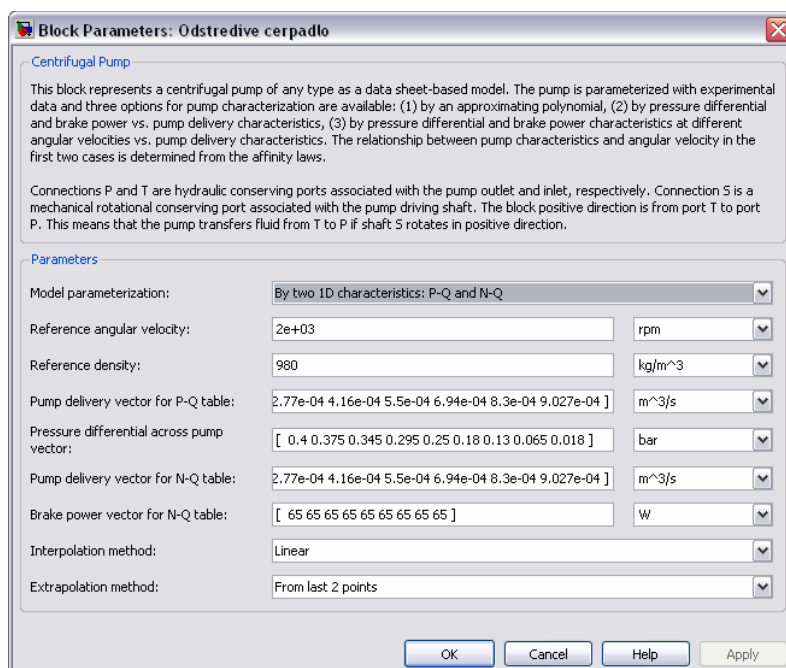 Block Parameters: Odstredive cerpadlo
Centrifugal Pump
This block represents a centrifugal pump of any type as a data sheet-based model. The pump is parameterized with experimental
data and three options for pump characterization are available: (1) by an approximating polynomial, (2) by pressure differential
and brake power vs. pump delivery characteristics, (3) by pressure differential and brake power characteristics at different
angular velocities vs. pump delivery characteristics. The relationship between pump characteristics and angular velocity in the
first two cases is determined from the affinity laws.
Connections P and T are hydraulic conserving ports associated with the pump outlet and inlet, respectively. Connection S is a
mechanical rotational conserving port associated with the pump driving shaft. The block positive direction is from port T to port
P. This means that the pump transfers fluid from T to P if shaft S rotates in positive direction.
Parameters
Model parameterization: By two 1D characteristics: P-Q and N-Q
Reference angular velocity: 2e+03 rpm
Reference density: 980 kg/m^3
Pump delivery vector for P-Q table: 2.77e-04 4.16e-04 5.5e-04 6.94e-04 8.3e-04 9.027e-04 ] m^3/s
Pressure differential across pump
vector: [ 0.4 0.375 0.345 0.295 0.25 0.18 0.13 0.065 0.018 ] bar
Pump delivery vector for N-Q table: 2.77e-04 4.16e-04 5.5e-04 6.94e-04 8.3e-04 9.027e-04 ] m^3/s
Brake power vector for N-Q table: [ 65 65 65 65 65 65 65 65 65 ] W
Interpolation method: Linear
Extrapolation method: From last 2 points
OK Cancel Help Apply